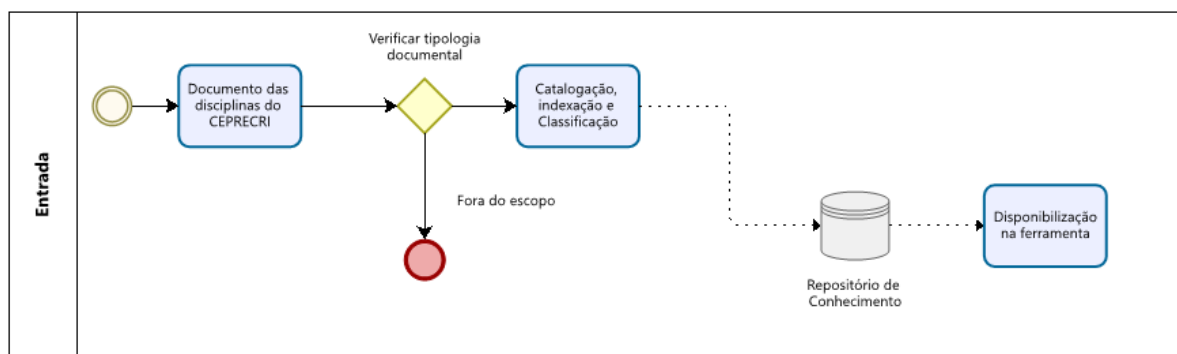 Entrada
Documento das
disciplinas do
CEPRECRI
Verificar tipologia
documental
Catalogação,
indexação e
Classificação
Fora do escopo
Repositório de
Conhecimento
Disponibilização
na ferramenta